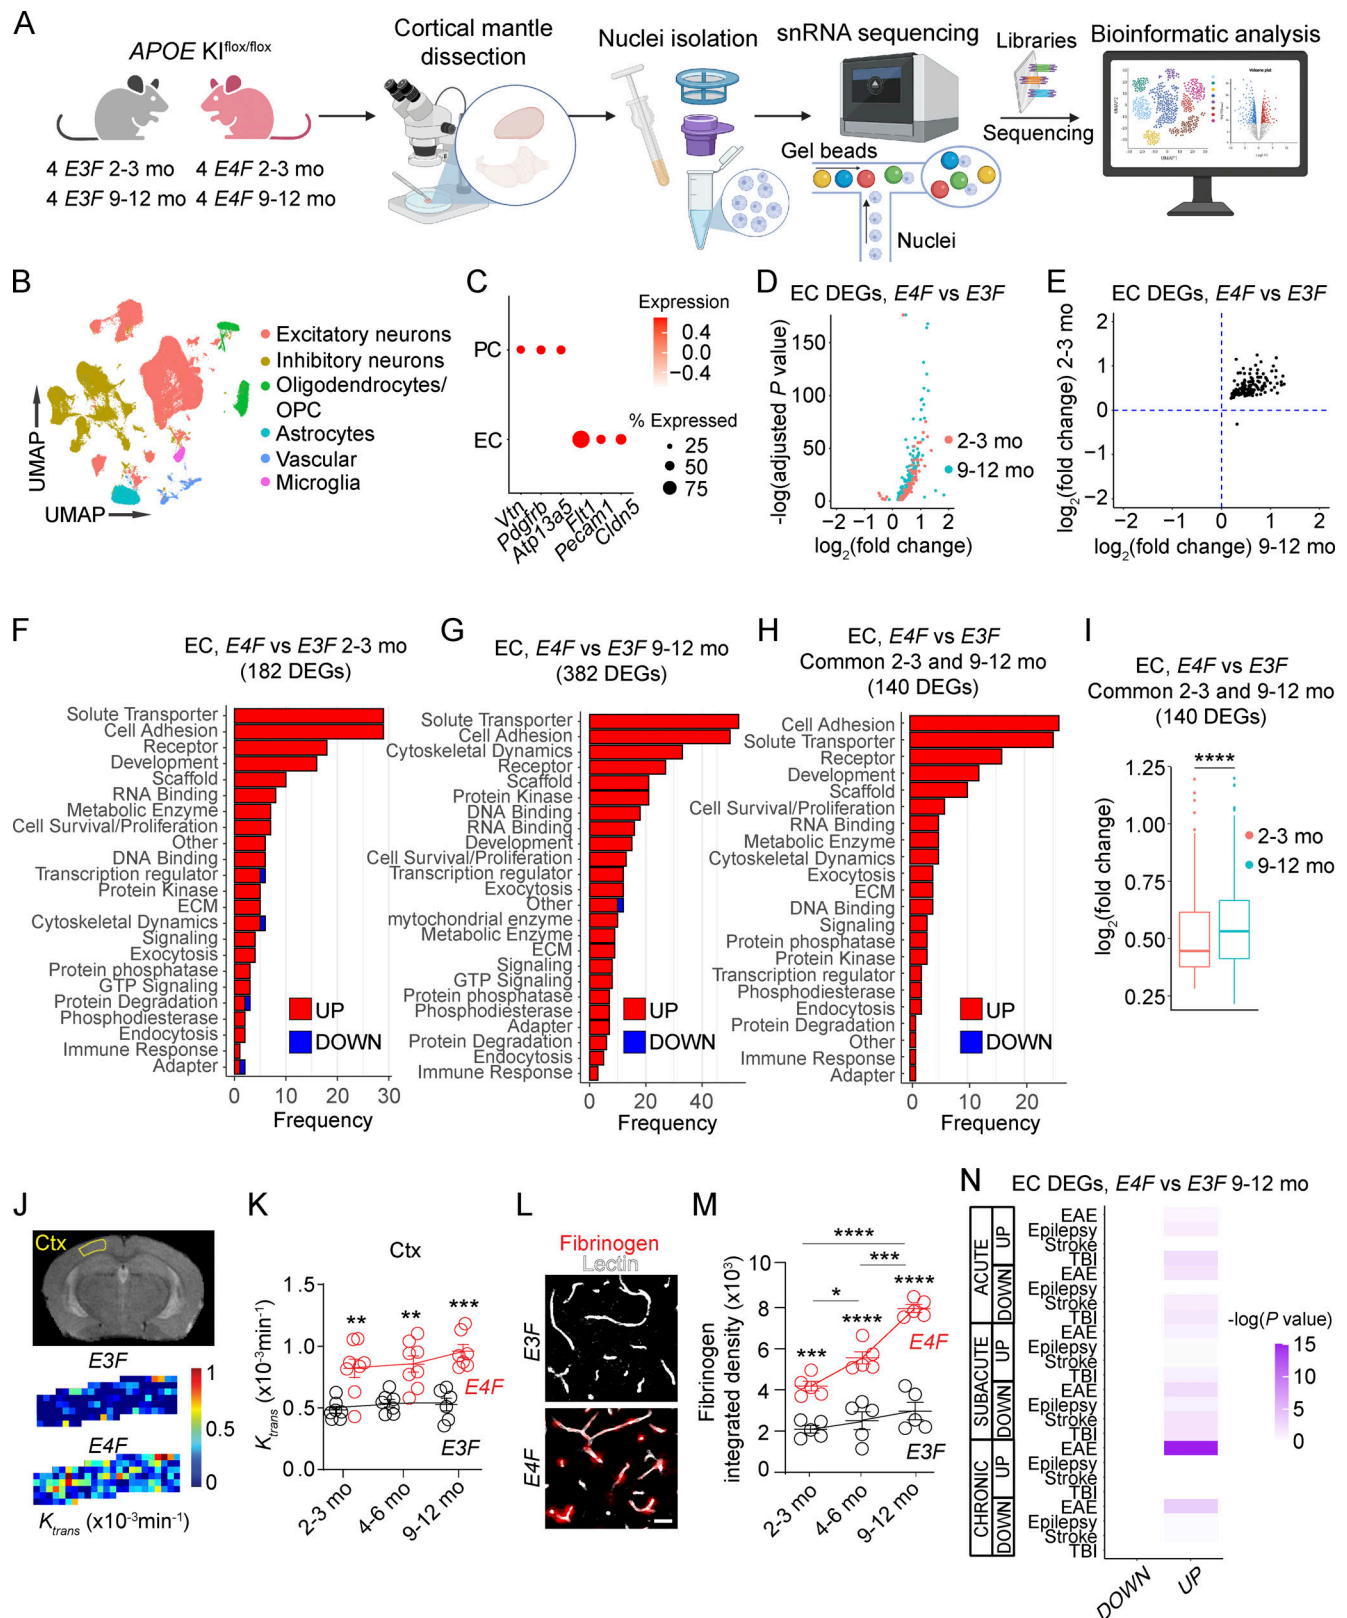 A
APOE KI^flox/flox
4 E3F 2-3 mo
4 E4F 2-3 mo
4 E3F 9-12 mo
4 E4F 9-12 mo
Cortical mantle
dissection
Nuclei isolation
snRNA sequencing
Gel beads
Nuclei
Libraries
Sequencing
Bioinformatic analysis
Volcano plot
B
UMAP
UMAP
Excitatory neurons
Inhibitory neurons
Oligodendrocytes/
OPC
Astrocytes
Vascular
Microglia
C
PC
EC
Vtn
Pdgfrb
Atp13a5
Flt1
Pecam1
Cldn5
Expression
0.4
0.0
−0.4
% Expressed
25
50
75
D
EC DEGs, E4F vs E3F
-log(adjusted P value)
150
100
50
0
2-3 mo
9-12 mo
−2 −1 0 1 2
log2(fold change)
E
EC DEGs, E4F vs E3F
log2(fold change) 2-3 mo
2
1
0
−1
−2
−2 −1 0 1 2
log2(fold change) 9-12 mo
F
EC, E4F vs E3F 2-3 mo
(182 DEGs)
Solute Transporter
Cell Adhesion
Receptor
Development
Scaffold
RNA Binding
Metabolic Enzyme
Cell Survival/Proliferation
Other
DNA Binding
Transcription regulator
Protein Kinase
ECM
Cytoskeletal Dynamics
Signaling
Exocytosis
Protein phosphatase
GTP Signaling
Protein Degradation
Phosphodiesterase
Endocytosis
Immune Response
Adapter
UP
DOWN
0 10 20 30
Frequency
G
EC, E4F vs E3F 9-12 mo
(382 DEGs)
Solute Transporter
Cell Adhesion
Cytoskeletal Dynamics
Receptor
Scaffold
Protein Kinase
DNA Binding
RNA Binding
Development
Cell Survival/Proliferation
Transcription regulator
Exocytosis
Other
mytochondrial enzyme
Metabolic Enzyme
ECM
Signaling
GTP Signaling
Protein phosphatase
Phosphodiesterase
Adapter
Protein Degradation
Endocytosis
Immune Response
UP
DOWN
0 20 40
Frequency
H
EC, E4F vs E3F
Common 2-3 and 9-12 mo
(140 DEGs)
Cell Adhesion
Solute Transporter
Receptor
Development
Scaffold
Cell Survival/Proliferation
RNA Binding
Metabolic Enzyme
Cytoskeletal Dynamics
Exocytosis
ECM
DNA Binding
Signaling
Protein phosphatase
Protein Kinase
Transcription regulator
Phosphodiesterase
Endocytosis
Protein Degradation
Other
Immune Response
Adapter
UP
DOWN
0 10 20
Frequency
I
EC, E4F vs E3F
Common 2-3 and 9-12 mo
(140 DEGs)
****
log2(fold change)
1.25
1.00
0.75
0.50
0.25
2-3 mo
9-12 mo
J
Ctx
E3F
E4F
1
0.5
0
Ktrans (x10-3min-1)
K
Ctx
Ktrans (x10-3min-1)
1.5
1.0
0.5
0.0
**
**
***
E4F
E3F
2-3 mo
4-6 mo
9-12 mo
L
Fibrinogen
Lectin
E3F
E4F
M
Fibrinogen
integrated density (x10³)
10
8
6
4
2
0
****
***
*
***
****
****
E4F
E3F
2-3 mo
4-6 mo
9-12 mo
N
EC DEGs, E4F vs E3F 9-12 mo
ACUTE
UP
EAE
Epilepsy
Stroke
TBI
DOWN
EAE
Epilepsy
Stroke
TBI
SUBACUTE
UP
EAE
Epilepsy
Stroke
TBI
DOWN
EAE
Epilepsy
Stroke
TBI
CHRONIC
UP
EAE
Epilepsy
Stroke
TBI
DOWN
EAE
Epilepsy
Stroke
TBI
DOWN
UP
-log(P value)
15
10
5
0